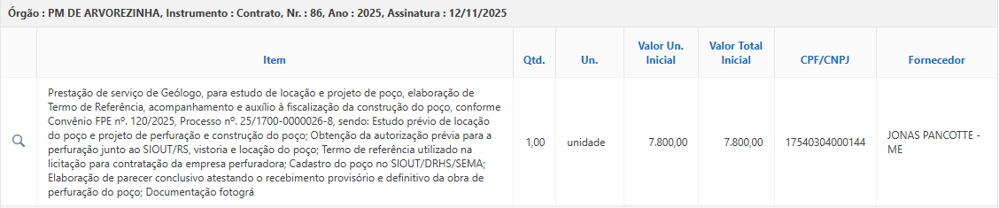 Órgão : PM DE ARVOREZINHA, Instrumento : Contrato, Nr. : 86, Ano : 2025, Assinatura : 12/11/2025
Item
Qtd.
Un.
Valor Un.
Inicial
Valor Total
Inicial
CPF/CNPJ
Fornecedor
Prestação de serviço de Geólogo, para estudo de locação e projeto de poço, elaboração de
Termo de Referência, acompanhamento e auxílio à fiscalização da construção do poço, conforme
Convênio FPE nº. 120/2025, Processo nº. 25/1700-0000026-8, sendo: Estudo prévio de locação
do poço e projeto de perfuração e construção do poço; Obtenção da autorização prévia para a
perfuração junto ao SIOUT/RS, vistoria e locação do poço; Termo de referência utilizado na
licitação para contratação da empresa perfuradora; Cadastro do poço no SIOUT/DRHS/SEMA;
Elaboração de parecer conclusivo atestando o recebimento provisório e definitivo da obra de
perfuração do poço; Documentação fotográ
1,00
unidade
7.800,00
7.800,00
17540304000144
JONAS PANCOTTE -
ME